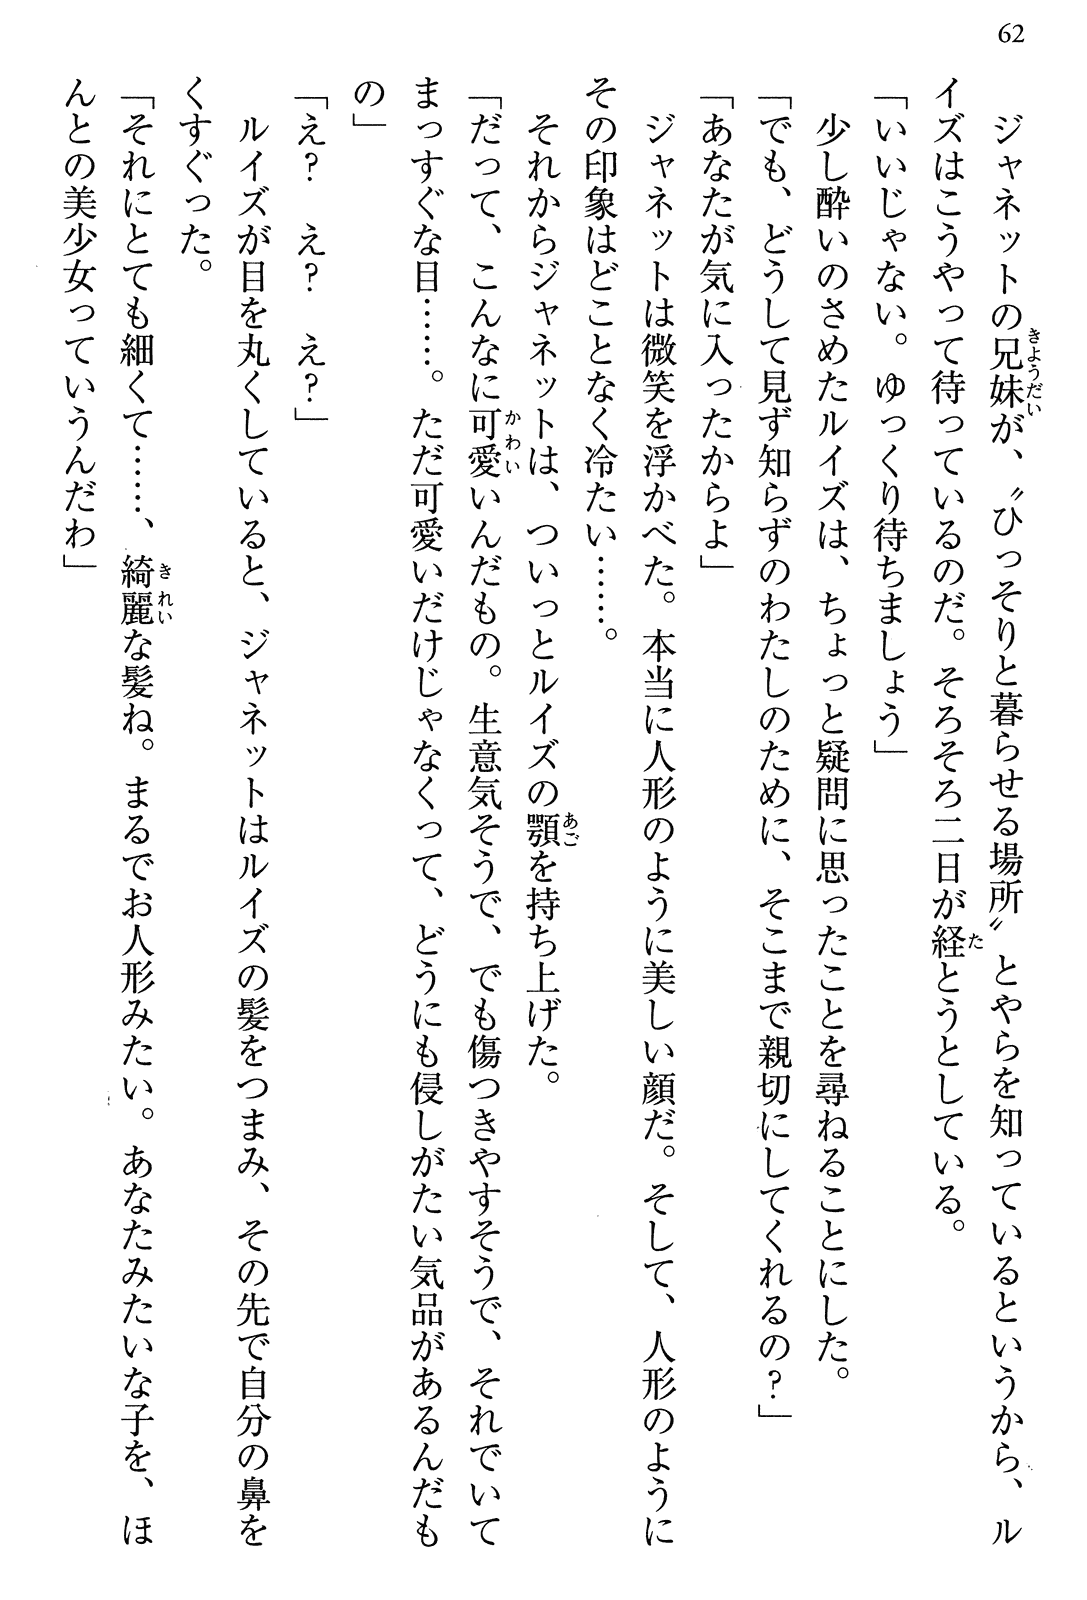 62
ジャネットの兄妹が、〝ひっそりと暮らせる場所〟とやらを知っているというから、ル
イズはこうやって待っているのだ。そろそろ二日が経とうとしている。
「いいじゃない。ゆっくり待ちましょう」
少し酔いのさめたルイズは、ちょっと疑問に思ったことを尋ねることにした。
「でも、どうして見ず知らずのわたしのために、そこまで親切にしてくれるの？」
「あなたが気に入ったからよ」
ジャネットは微笑を浮かべた。本当に人形のように美しい顔だ。そして、人形のように
その印象はどことなく冷たい……。
それからジャネットは、ついっとルイズの顎を持ち上げた。
「だって、こんなに可愛いんだもの。生意気そうで、でも傷つきやすそうで、それでいて
まっすぐな目……。ただ可愛いだけじゃなくって、どうにも侵しがたい気品があるんだも
の」
「え？　え？　え？」
ルイズが目を丸くしていると、ジャネットはルイズの髪をつまみ、その先で自分の鼻を
くすぐった。
「それにとても細くて……、綺麗な髪ね。まるでお人形みたい。あなたみたいな子を、ほ
んとの美少女っていうんだわ」